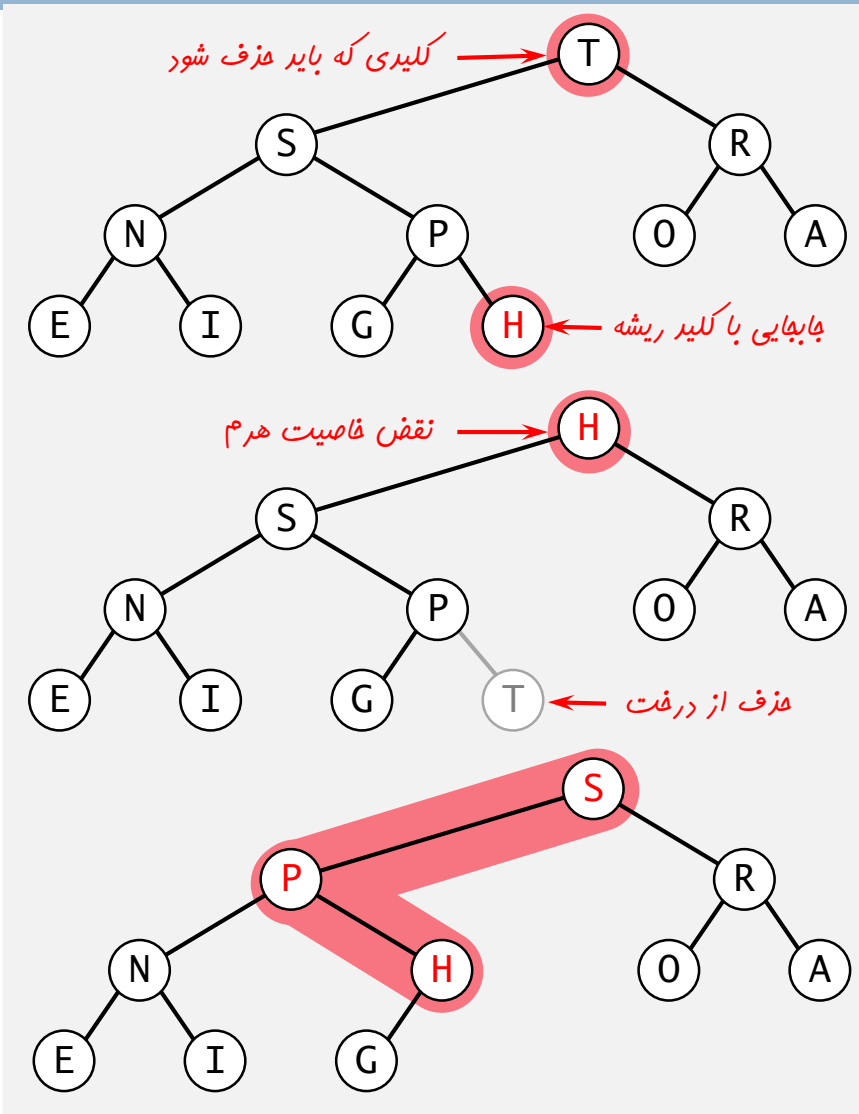 کلیدی که باید حذف شود T
S R
N P O A
E I G H جابجایی با کلید ریشه
نقض خاصیت هرم H
S R
N P O A
E I G T حذف از درخت
S
P R
N H O A
E I G